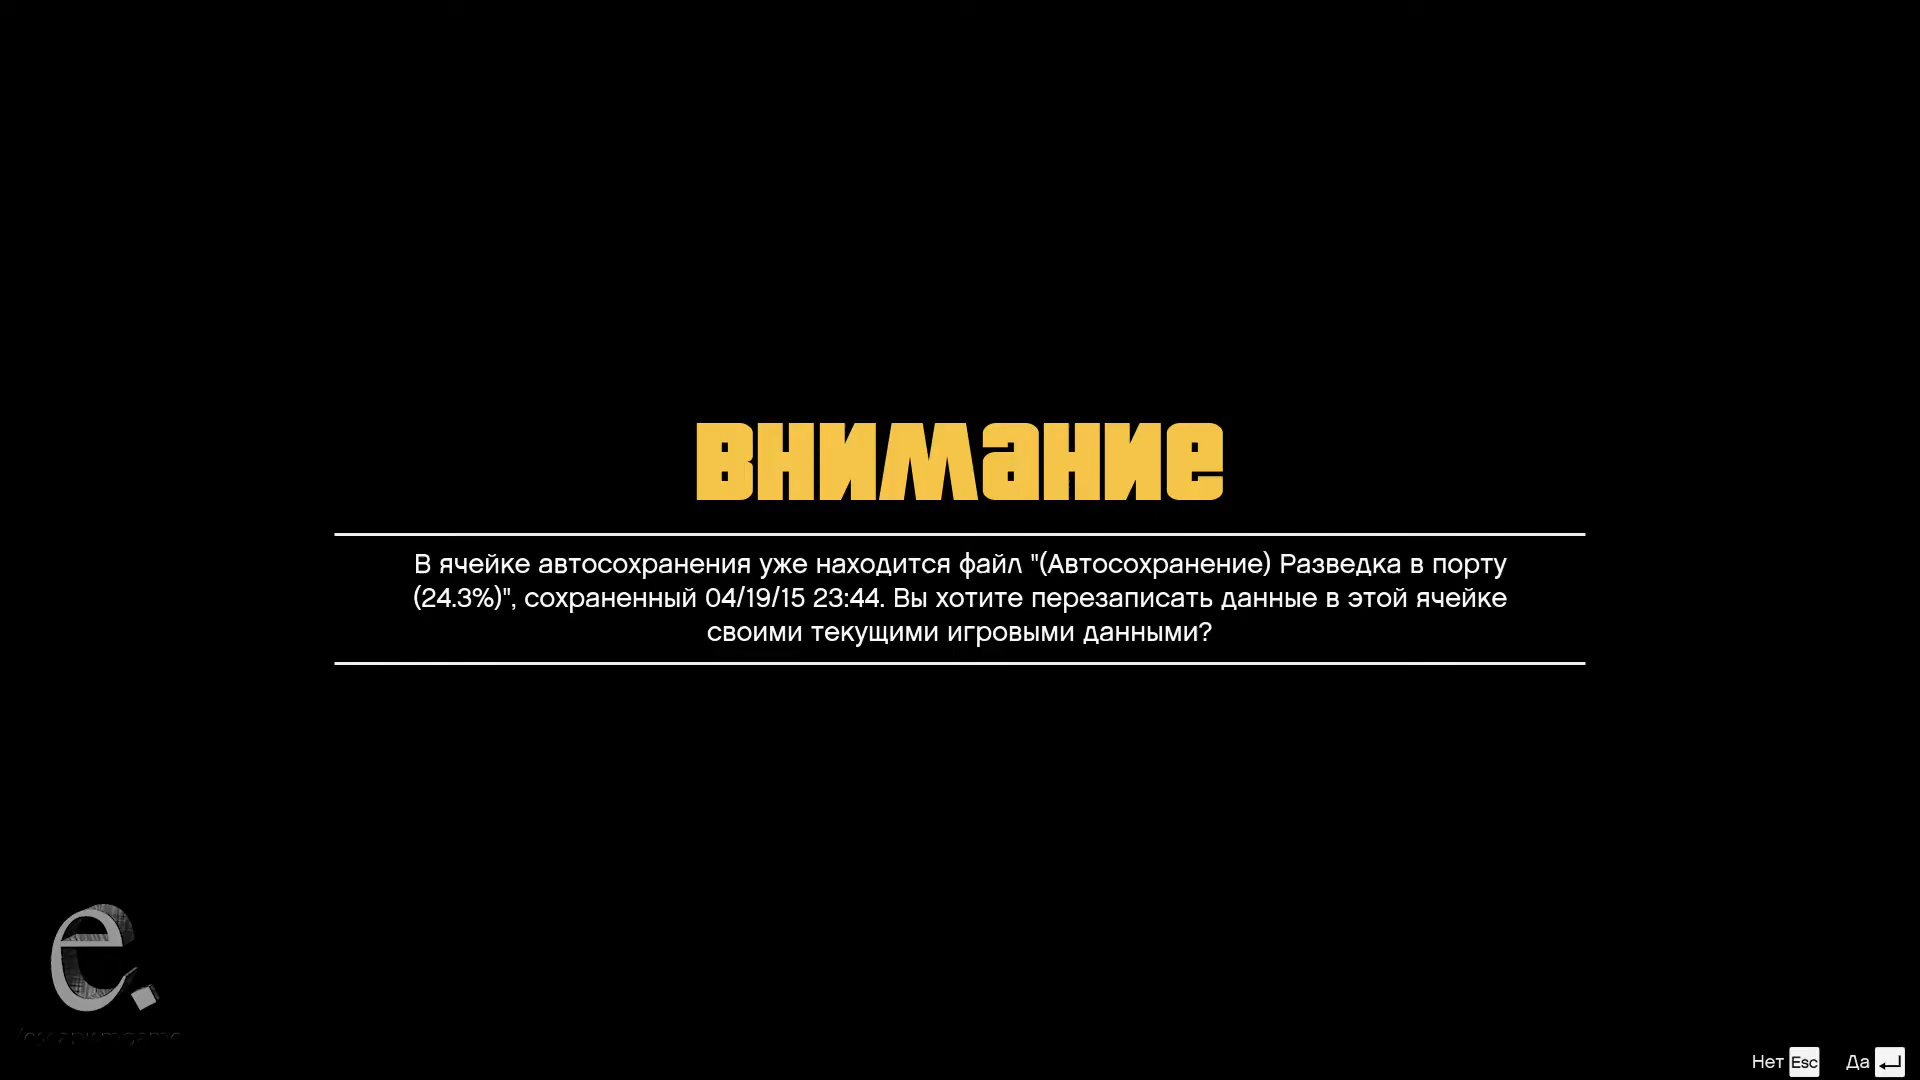 внимание
В ячейке автосохранения уже находится файл "(Автосохранение) Разведка в порту
(24.3%)", сохраненный 04/19/15 23:44. Вы хотите перезаписать данные в этой ячейке
своими текущими игровыми данными?
e.
Нет Esc Да